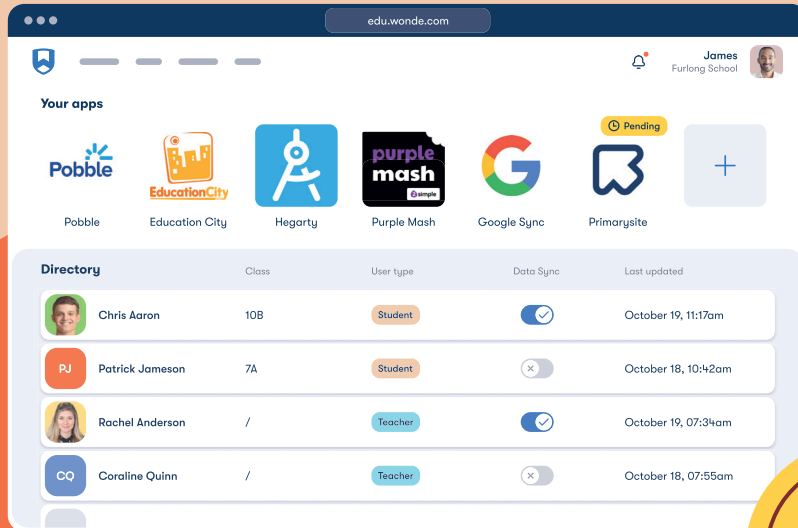 edu.wonde.com
James
Furlong School
Your apps
Pending
Pobble
EducationCity
purple
mash
2simple
Pobble
Education City
Hegarty
Purple Mash
Google Sync
Primarysite
Directory
Class
User type
Data Sync
Last updated
Chris Aaron 10B Student October 19, 11:17am
PJ Patrick Jameson 7A Student October 18, 10:42am
Rachel Anderson / Teacher October 19, 07:34am
CQ Coraline Quinn / Teacher October 18, 07:55am